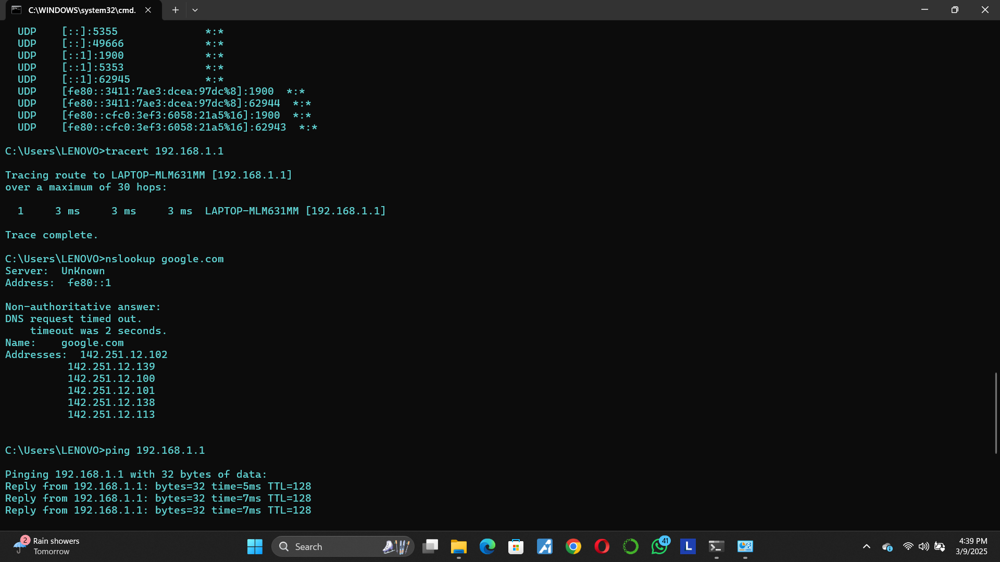 C:\WINDOWS\system32\cmd.
UDP    [::]:5355              *:*
UDP    [::]:49666             *:*
UDP    [::1]:1900             *:*
UDP    [::1]:5353             *:*
UDP    [::1]:62945            *:*
UDP    [fe80::3411:7ae3:dcea:97dc%8]:1900  *:*
UDP    [fe80::3411:7ae3:dcea:97dc%8]:62944  *:*
UDP    [fe80::cfc0:3ef3:6058:21a5%16]:1900  *:*
UDP    [fe80::cfc0:3ef3:6058:21a5%16]:62943  *:*
C:\Users\LENOVO>tracert 192.168.1.1
Tracing route to LAPTOP-MLM631MM [192.168.1.1]
over a maximum of 30 hops:
1     3 ms     3 ms     3 ms  LAPTOP-MLM631MM [192.168.1.1]
Trace complete.
C:\Users\LENOVO>nslookup google.com
Server:  UnKnown
Address:  fe80::1
Non-authoritative answer:
DNS request timed out.
timeout was 2 seconds.
Name:    google.com
Addresses:  142.251.12.102
142.251.12.139
142.251.12.100
142.251.12.101
142.251.12.138
142.251.12.113
C:\Users\LENOVO>ping 192.168.1.1
Pinging 192.168.1.1 with 32 bytes of data:
Reply from 192.168.1.1: bytes=32 time=5ms TTL=128
Reply from 192.168.1.1: bytes=32 time=7ms TTL=128
Reply from 192.168.1.1: bytes=32 time=7ms TTL=128
2
Rain showers
Tomorrow
Search
41
L
4:39 PM
3/9/2025